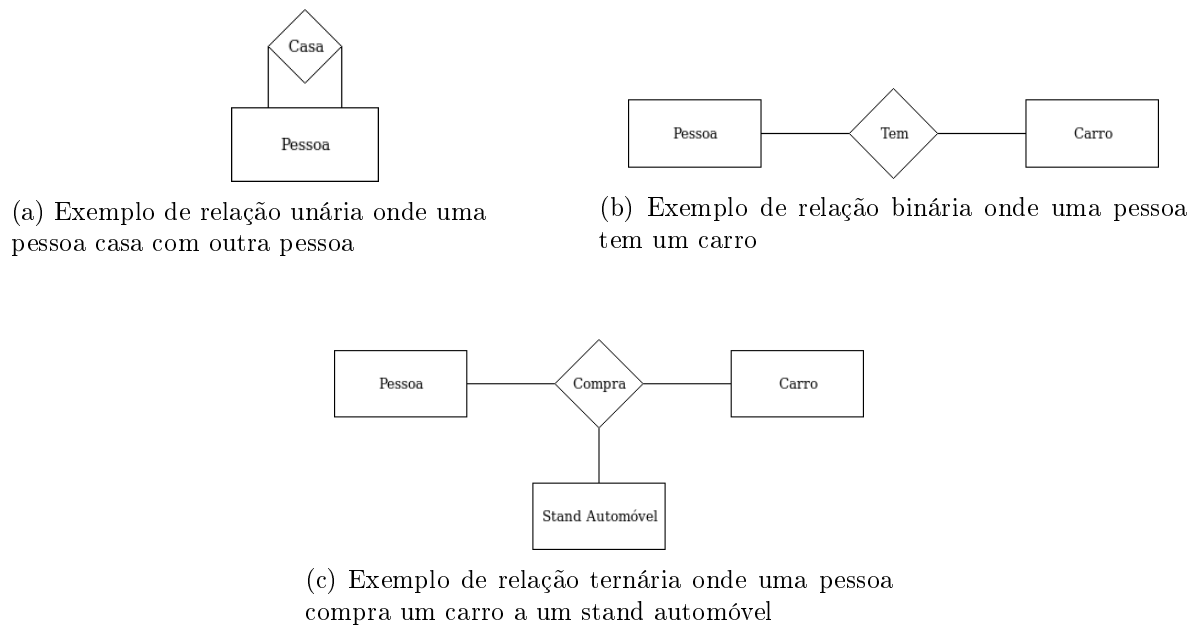 Casa
Pessoa
(a) Exemplo de relação unária onde uma
pessoa casa com outra pessoa
Pessoa
Tem
Carro
(b) Exemplo de relação binária onde uma pessoa
tem um carro
Pessoa
Compra
Carro
Stand Automóvel
(c) Exemplo de relação ternária onde uma pessoa
compra um carro a um stand automóvel